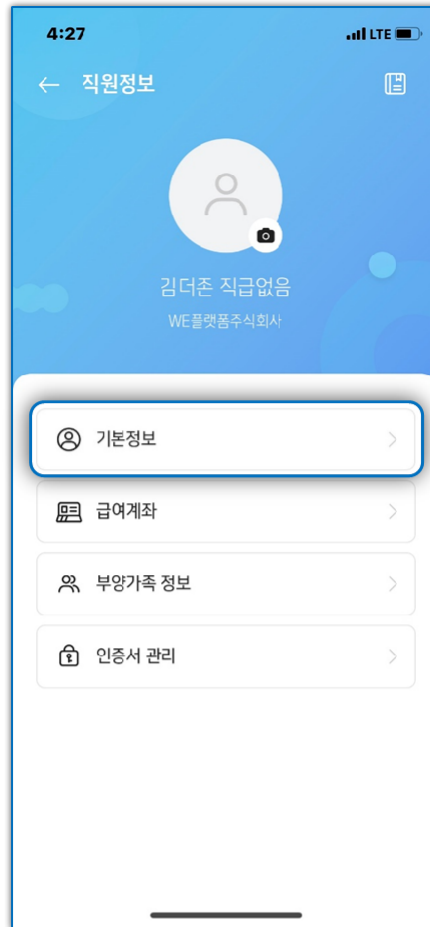 4:27
LTE
직원정보
김더존 직급없음
WE플랫폼주식회사
기본정보
급여계좌
부양가족 정보
인증서 관리